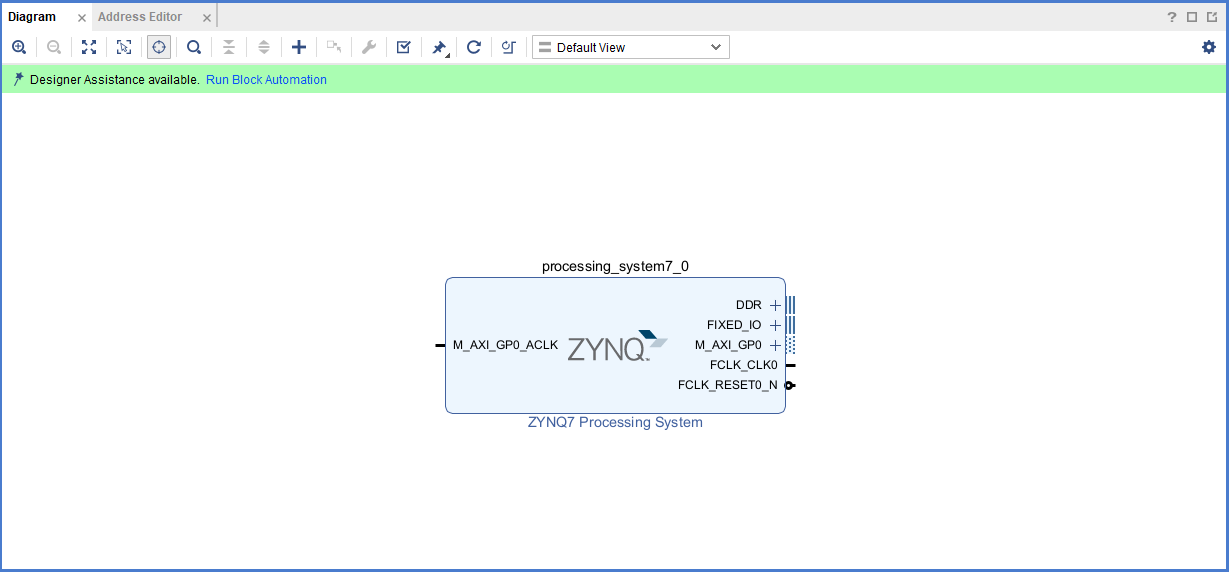 Diagram
Address Editor
Default View
Designer Assistance available. Run Block Automation
processing_system7_0
DDR
FIXED_IO
M_AXI_GP0_ACLK
ZYNQ™
M_AXI_GP0
FCLK_CLK0
FCLK_RESET0_N
ZYNQ7 Processing System